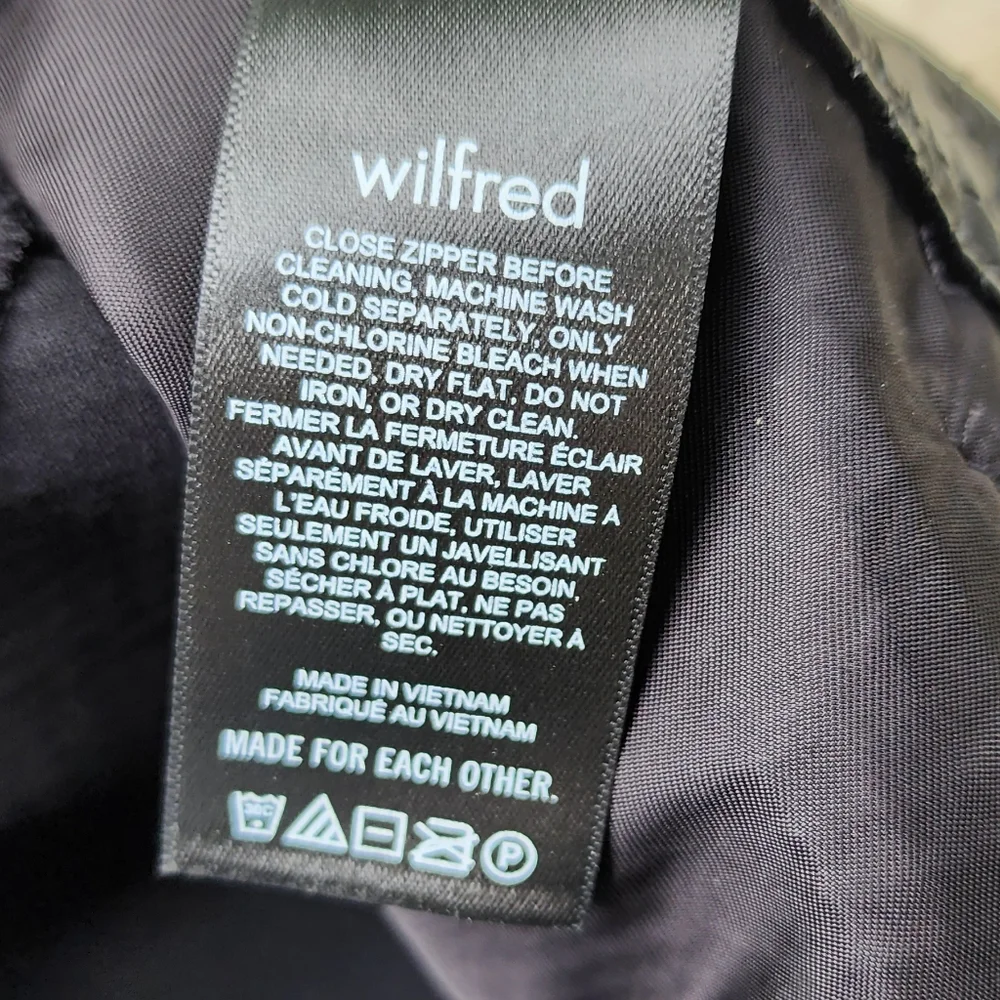 wilfred
CLOSE ZIPPER BEFORE
CLEANING, MACHINE WASH
COLD SEPARATELY, ONLY
NON-CHLORINE BLEACH WHEN
NEEDED, DRY FLAT, DO NOT
IRON, OR DRY CLEAN.
FERMER LA FERMETURE ÉCLAIR
AVANT DE LAVER, LAVER
SÉPARÉMENT À LA MACHINE À
L'EAU FROIDE, UTILISER
SEULEMENT UN JAVELLISANT
SANS CHLORE AU BESOIN,
SÉCHER À PLAT, NE PAS
REPASSER, OU NETTOYER À
SEC.
MADE IN VIETNAM
FABRIQUÉ AU VIETNAM
MADE FOR EACH OTHER.
30C P